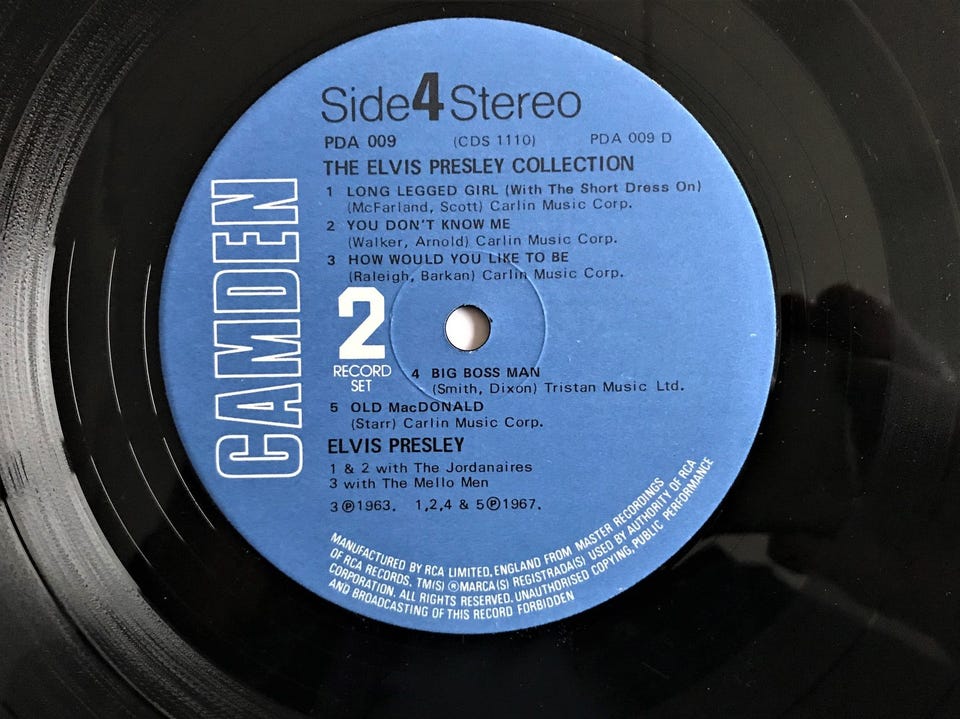 Side 4 Stereo
PDA 009 (CDS 1110) PDA 009 D
THE ELVIS PRESLEY COLLECTION
1 LONG LEGGED GIRL (With The Short Dress On)
(McFarland, Scott) Carlin Music Corp.
2 YOU DON'T KNOW ME
(Walker, Arnold) Carlin Music Corp.
3 HOW WOULD YOU LIKE TO BE
(Raleigh, Barkan) Carlin Music Corp.
CAMDEN
2
RECORD
SET
4 BIG BOSS MAN
(Smith, Dixon) Tristan Music Ltd.
5 OLD MacDONALD
(Starr) Carlin Music Corp.
ELVIS PRESLEY
1 & 2 with The Jordanaires
3 with The Mello Men
3 ℗1963. 1,2,4 & 5℗1967.
MANUFACTURED BY RCA LIMITED, ENGLAND FROM MASTER RECORDINGS
OF RCA RECORDS. TM(S) ® MARCA(S) REGISTRADA(S) USED BY AUTHORITY OF RCA
CORPORATION. ALL RIGHTS RESERVED. UNAUTHORISED COPYING, PUBLIC PERFORMANCE
AND BROADCASTING OF THIS RECORD FORBIDDEN